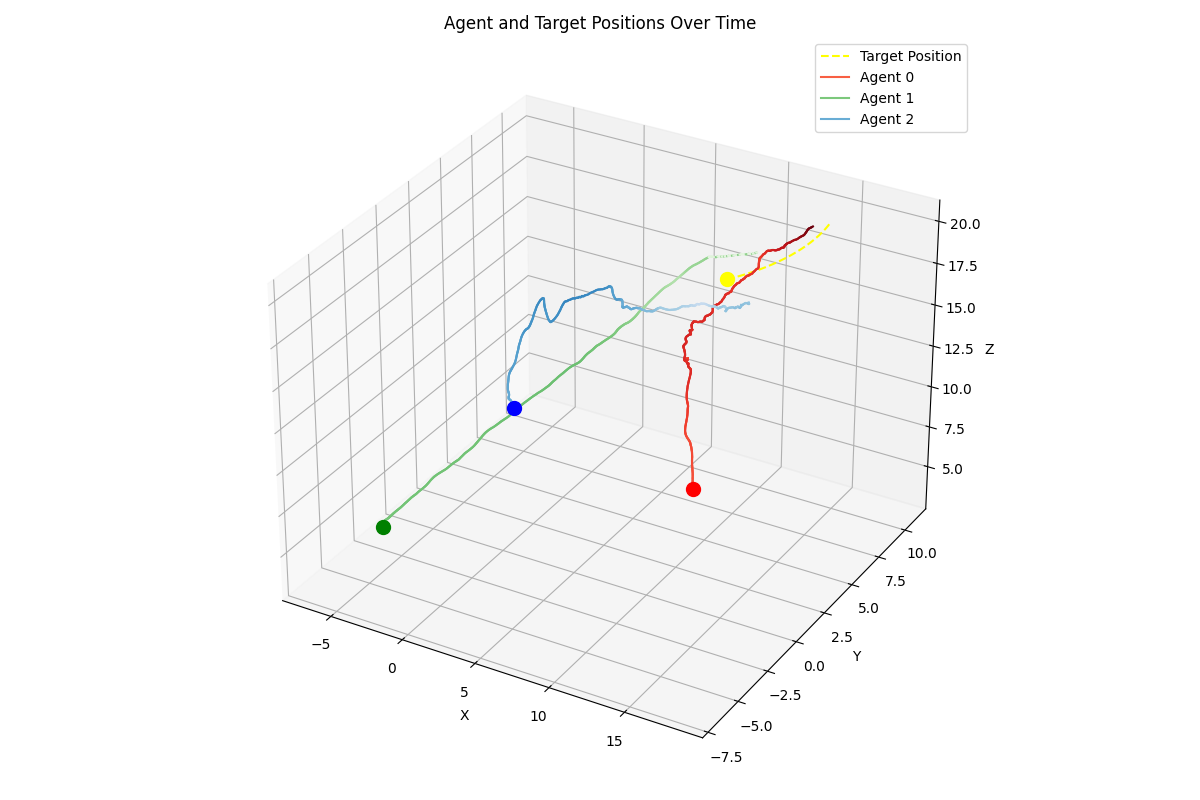 Agent and Target Positions Over Time
Target Position
Agent 0
Agent 1
Agent 2
20.0
17.5
15.0
12.5
Z
10.0
7.5
5.0
10.0
7.5
5.0
2.5
Y
0.0
−2.5
−5.0
−7.5
−5
0
5
X
10
15